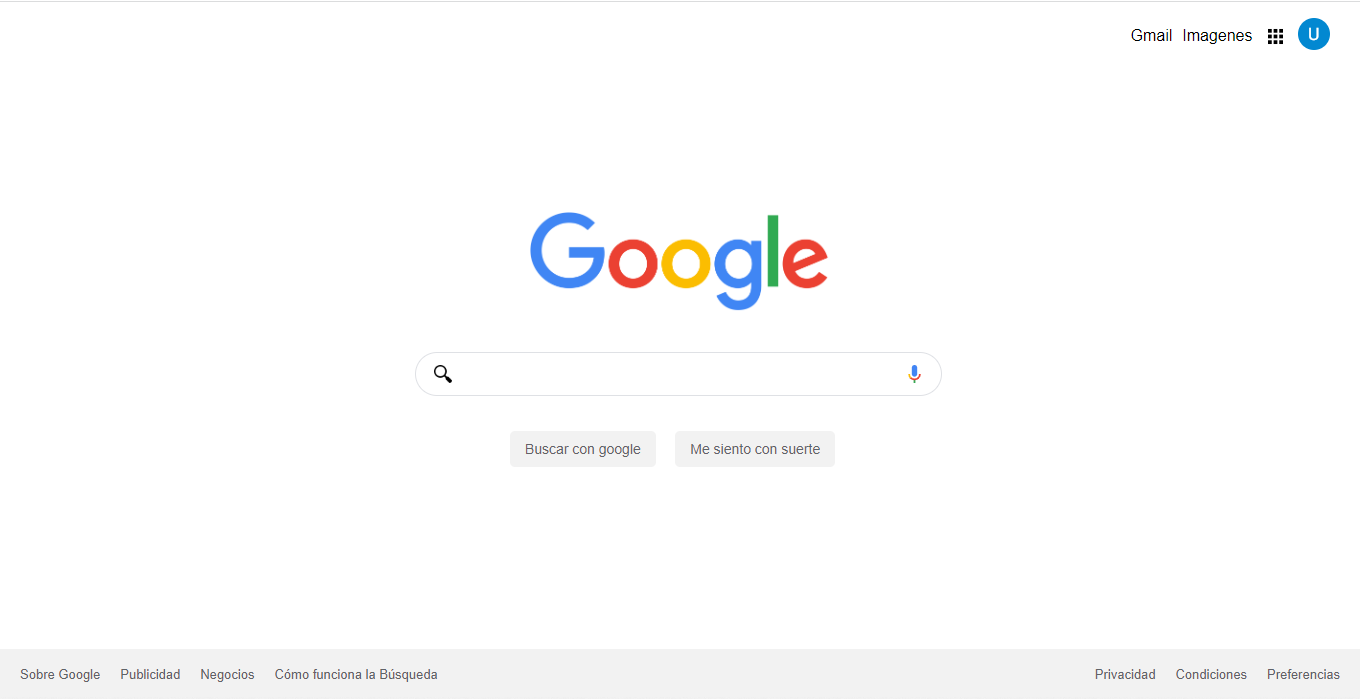 Gmail Imagenes U
Google
Buscar con google Me siento con suerte
Sobre Google Publicidad Negocios Cómo funciona la Búsqueda Privacidad Condiciones Preferencias